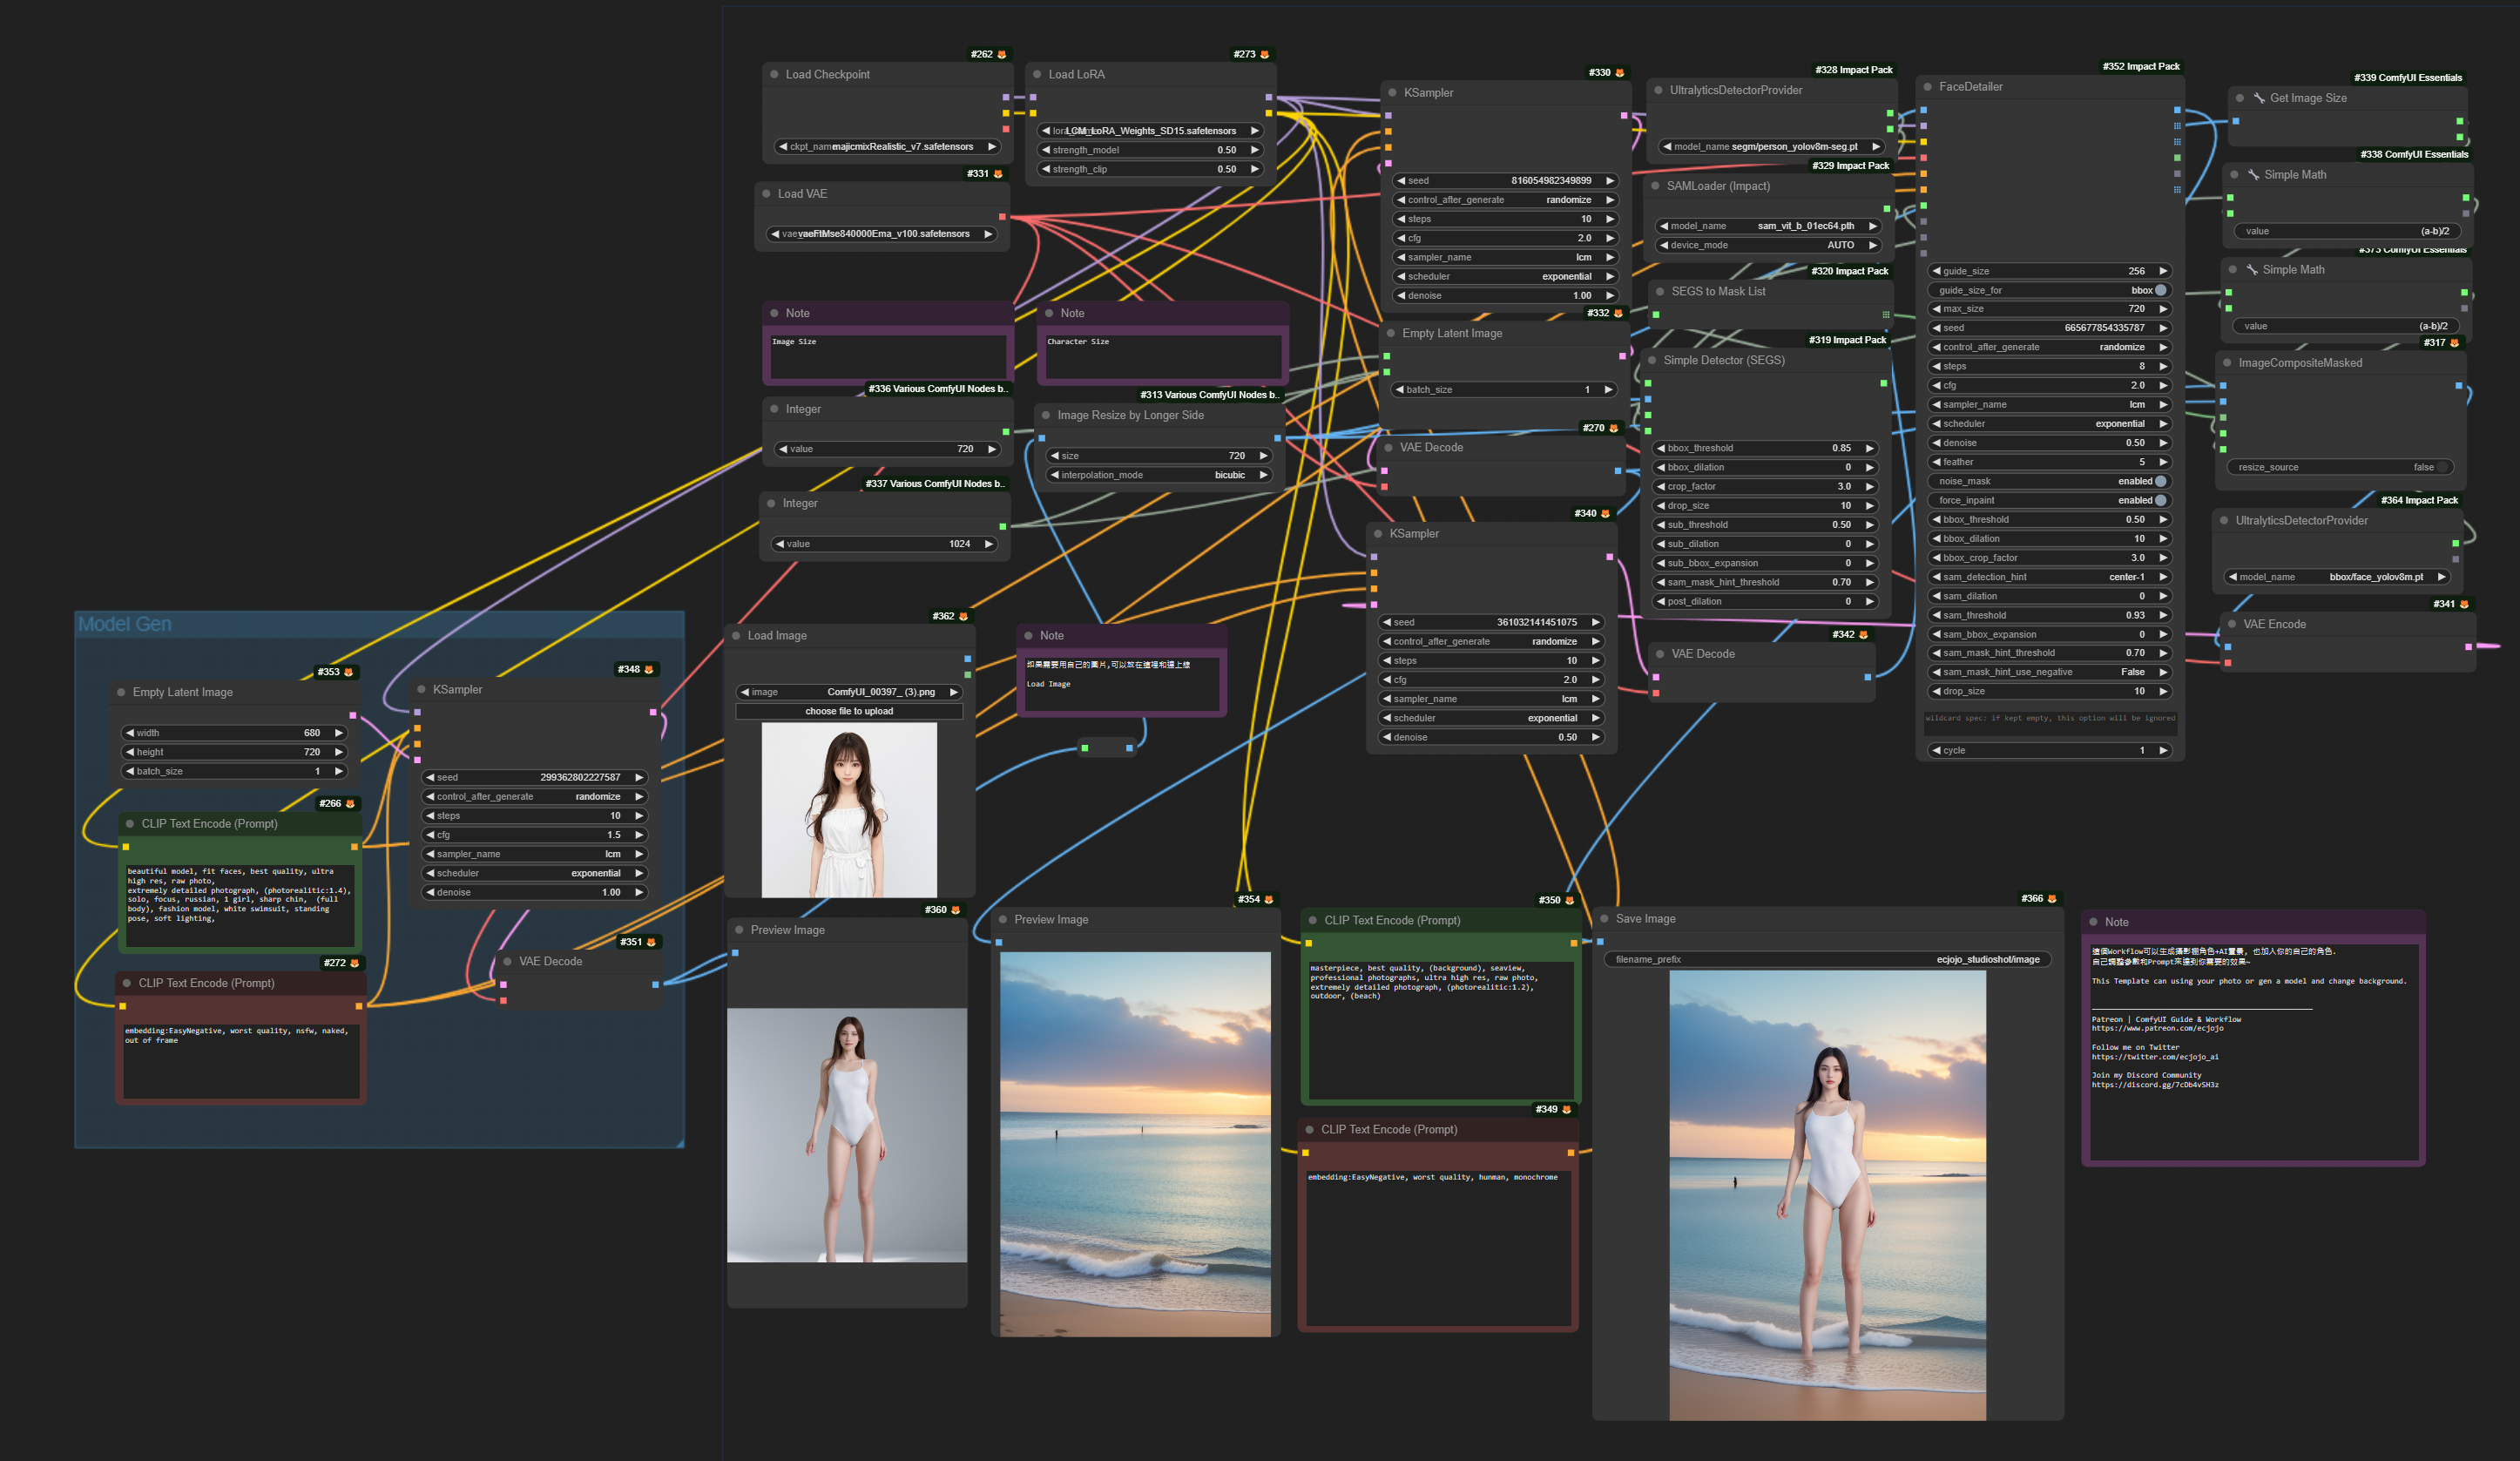 #262
Load Checkpoint
ckpt_name
majicmixRealistic_v7.safetensors
#331
Load VAE
vaeFtMse840000Ema_v100.safetensors
#273
Load LoRA
LCM_LoRA_Weights_SD15.safetensors
strength_model 0.50
strength_clip 0.50
Note
Image Size
Note
Character Size
#336 Various ComfyUI Nodes b..
Integer
value 720
#337 Various ComfyUI Nodes b..
Integer
value 1024
#313 Various ComfyUI Nodes b..
Image Resize by Longer Side
size 720
interpolation_mode bicubic
#330
KSampler
seed 816054982349899
control_after_generate randomize
steps 10
cfg 2.0
sampler_name lcm
scheduler exponential
denoise 1.00
#332
Empty Latent Image
batch_size 1
#270
VAE Decode
#340
KSampler
seed 361032141451075
control_after_generate randomize
steps 10
cfg 2.0
sampler_name lcm
scheduler exponential
denoise 0.50
#328 Impact Pack
UltralyticsDetectorProvider
model_name segm/person_yolov8m-seg.pt
#329 Impact Pack
SAMLoader (Impact)
model_name sam_vit_b_01ec64.pth
device_mode AUTO
#320 Impact Pack
SEGS to Mask List
#319 Impact Pack
Simple Detector (SEGS)
bbox_threshold 0.85
bbox_dilation 0
crop_factor 3.0
drop_size 10
sub_threshold 0.50
sub_dilation 0
sub_bbox_expansion 0
sam_mask_hint_threshold 0.70
post_dilation 0
#342
VAE Decode
#352 Impact Pack
FaceDetailer
guide_size 256
guide_size_for bbox
max_size 720
seed 665677854335787
control_after_generate randomize
steps 8
cfg 2.0
sampler_name lcm
scheduler exponential
denoise 0.50
feather 5
noise_mask enabled
force_inpaint enabled
bbox_threshold 0.50
bbox_dilation 10
bbox_crop_factor 3.0
sam_detection_hint center-1
sam_dilation 0
sam_threshold 0.93
sam_bbox_expansion 0
sam_mask_hint_threshold 0.70
sam_mask_hint_use_negative False
drop_size 10
wildcard spec: if kept empty, this option will be ignored
cycle 1
#339 ComfyUI Essentials
Get Image Size
#338 ComfyUI Essentials
Simple Math
value (a-b)/2
#373 ComfyUI Essentials
Simple Math
value (a-b)/2
#317
ImageCompositeMasked
resize_source false
#364 Impact Pack
UltralyticsDetectorProvider
model_name bbox/face_yolov8m.pt
#341
VAE Encode
Model Gen
#353
Empty Latent Image
width 680
height 720
batch_size 1
#348
KSampler
seed 299362802227587
control_after_generate randomize
steps 10
cfg 1.5
sampler_name lcm
scheduler exponential
denoise 1.00
#266
CLIP Text Encode (Prompt)
beautiful model, fit faces, best quality, ultra
high res, raw photo,
extremely detailed photograph, (photorealitic:1.4),
solo, focus, russian, 1 girl, sharp chin, (full
body), fashion model, white swimsuit, standing
pose, soft lighting,
#272
CLIP Text Encode (Prompt)
embedding:EasyNegative, worst quality, nsfw, naked,
out of frame
#351
VAE Decode
#362
Load Image
image ComfyUI_00397_ (3).png
choose file to upload
Note
如果需要用自己的圖片,可以放在這裡和連上線
Load Image
#360
Preview Image
#354
Preview Image
#350
CLIP Text Encode (Prompt)
masterpiece, best quality, (background), seaview,
professional photographs, ultra high res, raw photo,
extremely detailed photograph, (photorealitic:1.2),
outdoor, (beach)
#349
CLIP Text Encode (Prompt)
embedding:EasyNegative, worst quality, hunman, monochrome
#366
Save Image
filename_prefix ecjojo_studioshol/image
Note
這個Workflow可以生成攝影棚角色+AI置景, 也加入你的自己的角色.
自己調整參數和Prompt來達到你需要的效果~
This Template can using your photo or gen a model and change background.
Patreon | ComfyUI Guide & Workflow
https://www.patreon.com/ecjojo
Follow me on Twitter
https://twitter.com/ecjojo_ai
Join my Discord Community
https://discord.gg/7cDb4vSH3z